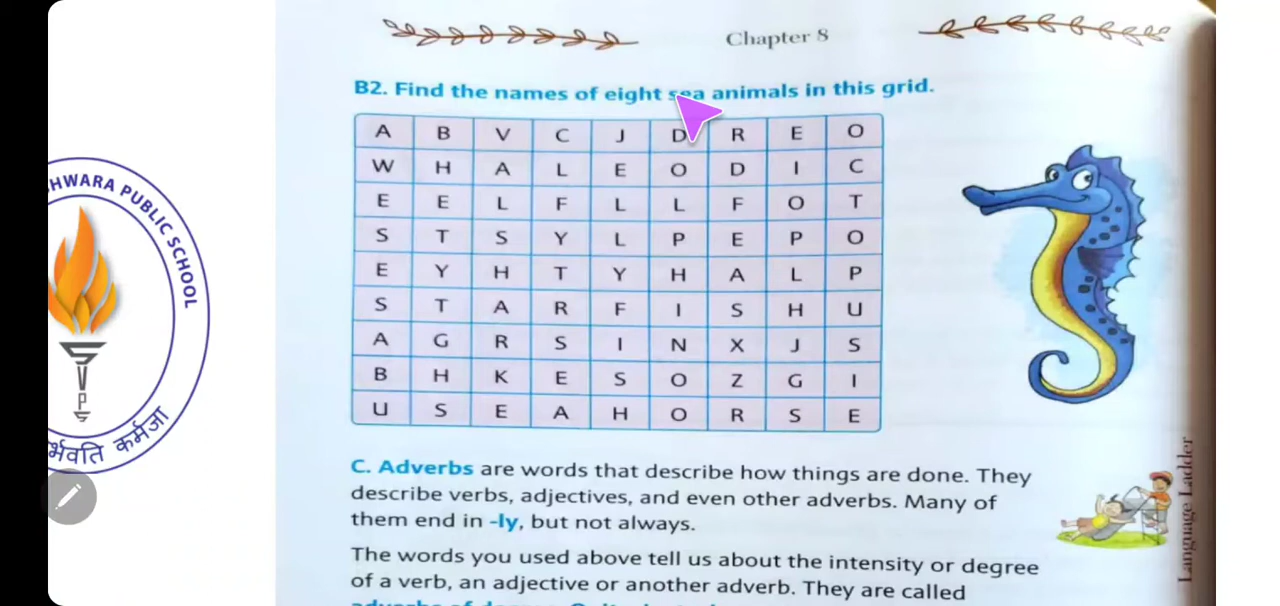 HWARA PUBLIC SCHOOL
SVPS
र्भवति कर्मजा
Chapter 8
B2. Find the names of eight sea animals in this grid.
A B V C J D R E O
W H A L E O D I C
E E L F L L F O T
S T S Y L P E P O
E Y H T Y H A L P
S T A R F I S H U
A G R S I N X J S
B H K E S O Z G I
U S E A H O R S E
C. Adverbs are words that describe how things are done. They
describe verbs, adjectives, and even other adverbs. Many of
them end in -ly, but not always.
The words you used above tell us about the intensity or degree
of a verb, an adjective or another adverb. They are called
Language Ladder